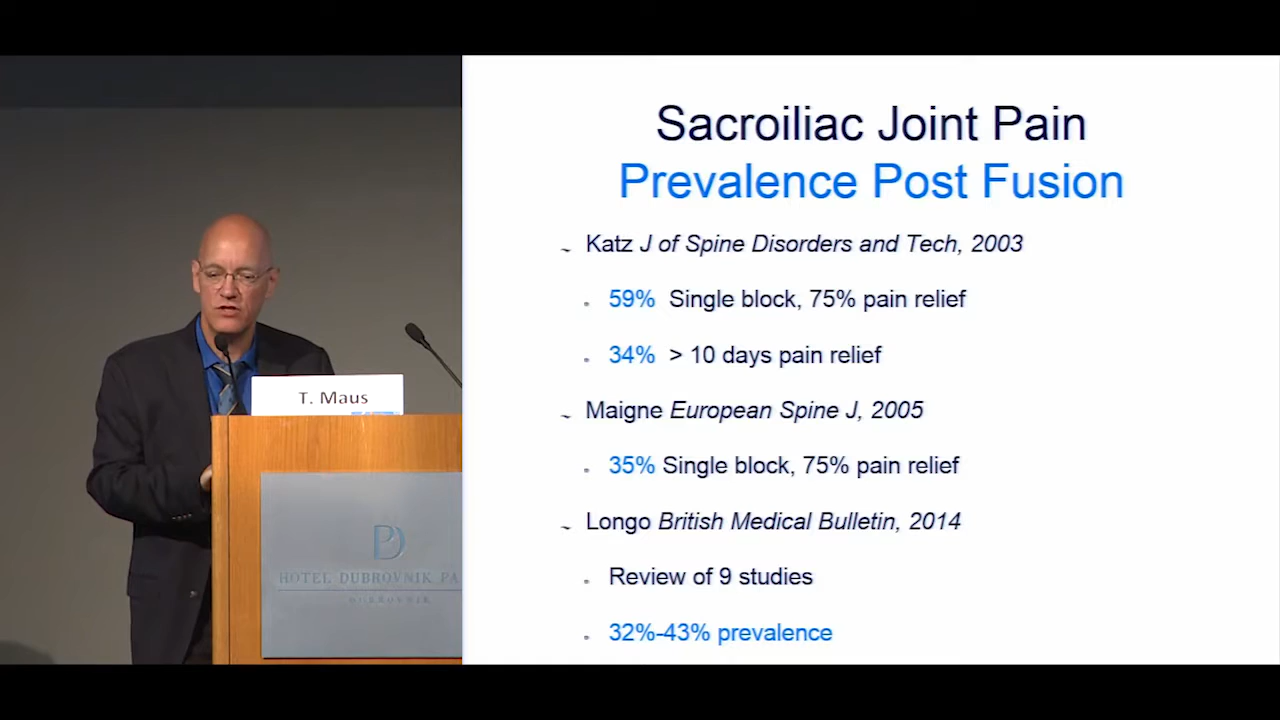 Sacroiliac Joint Pain
Prevalence Post Fusion
Katz J of Spine Disorders and Tech, 2003
59% Single block, 75% pain relief
34% > 10 days pain relief
Maigne European Spine J, 2005
35% Single block, 75% pain relief
Longo British Medical Bulletin, 2014
Review of 9 studies
32%-43% prevalence
T. Maus
HOTEL DUBROVNIK PA
DUBROVNIK